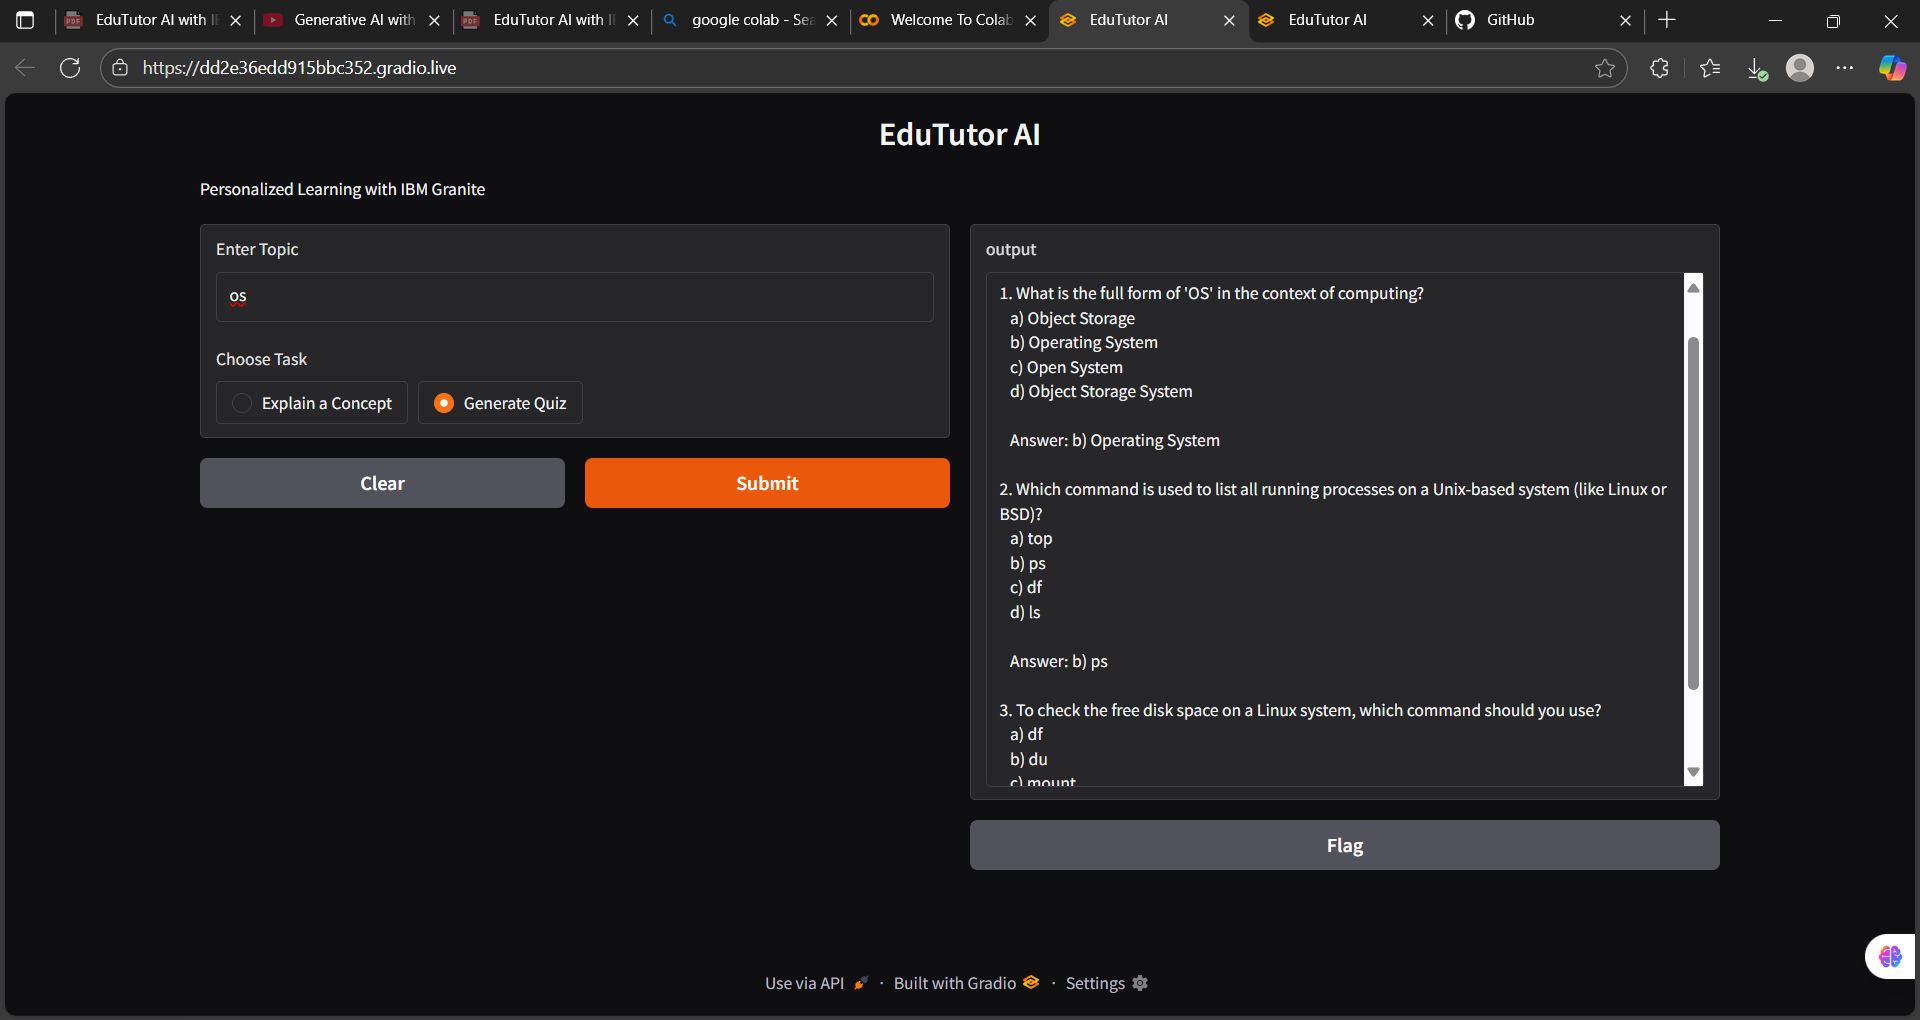 EduTutor AI with I
Generative AI with
EduTutor AI with I
google colab - Sea
Welcome To Colab
EduTutor AI
EduTutor AI
GitHub
https://dd2e36edd915bbc352.gradio.live
EduTutor AI
Personalized Learning with IBM Granite
Enter Topic
os
Choose Task
Explain a Concept
Generate Quiz
Clear
Submit
output
1. What is the full form of 'OS' in the context of computing?
a) Object Storage
b) Operating System
c) Open System
d) Object Storage System
Answer: b) Operating System
2. Which command is used to list all running processes on a Unix-based system (like Linux or
BSD)?
a) top
b) ps
c) df
d) ls
Answer: b) ps
3. To check the free disk space on a Linux system, which command should you use?
a) df
b) du
c) mount
Flag
Use via API · Built with Gradio · Settings